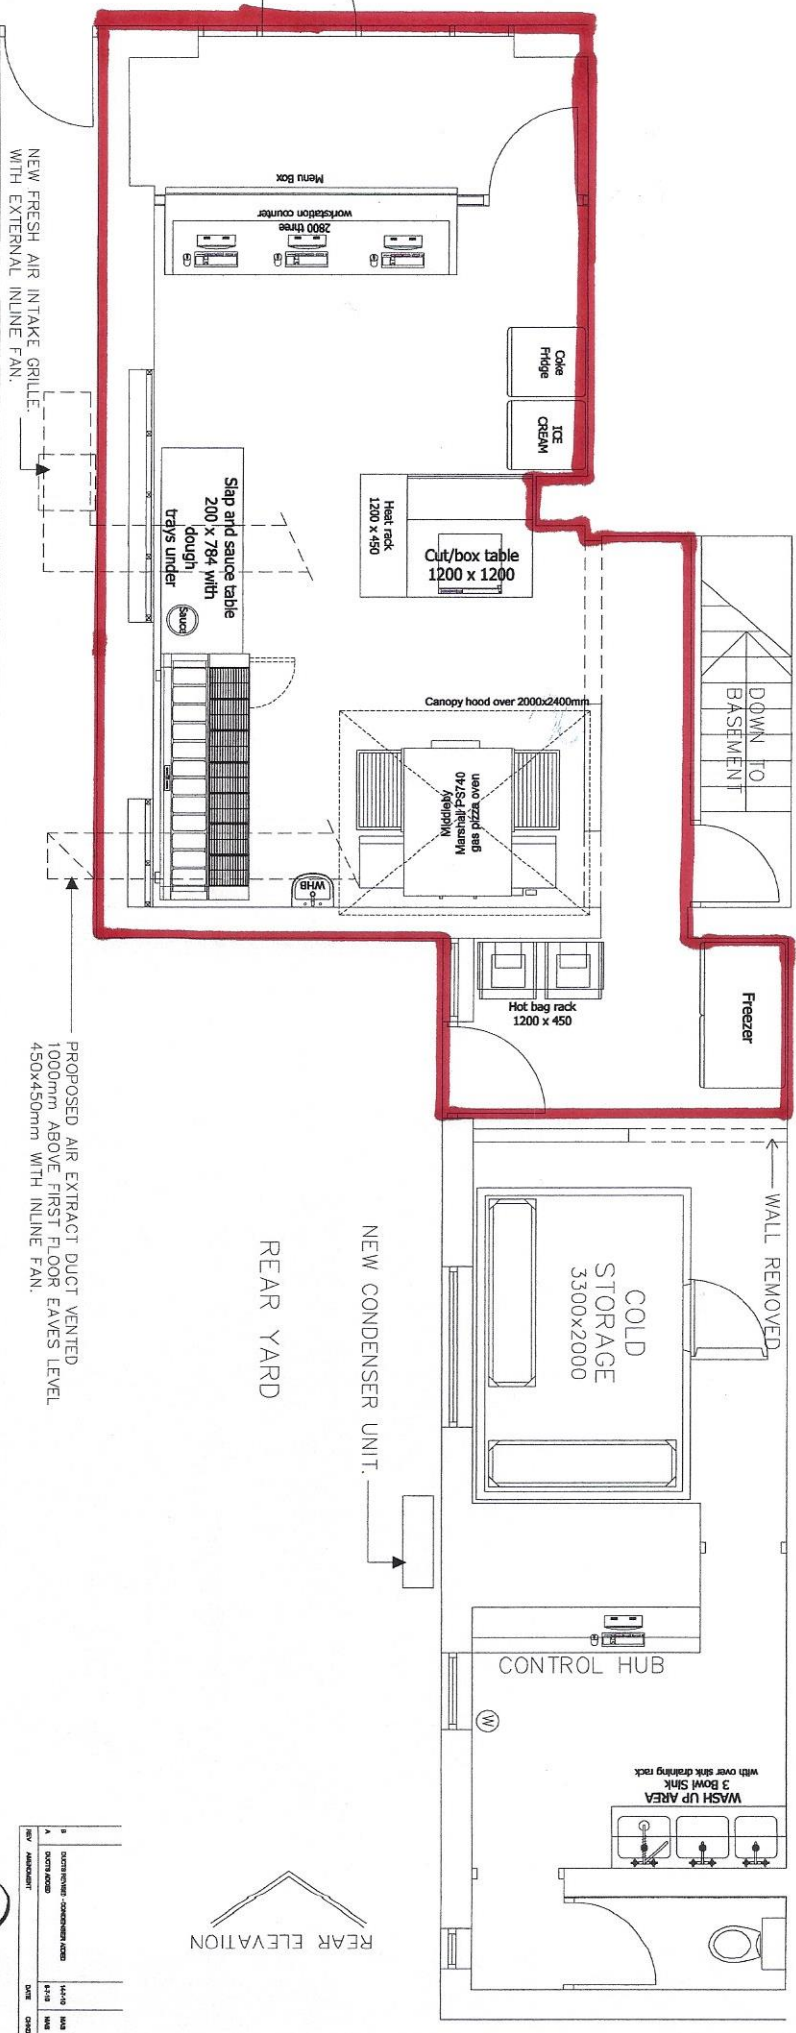 Menu Box
2800 three
workstation counter
NEW FRESH AIR INTAKE GRILLE.
WITH EXTERNAL INLINE FAN.
Coke
Fridge
ICE
CREAM
Heat rack
1200 x 450
Cut/box table
1200 x 1200
Slap and sauce table
200 x 784 with
dough
trays under
Sauce
DOWN TO
BASEMENT
Canopy hood over 2000x2400mm
Middleby
Marshall PS740
gas pizza oven
WHB
Hot bag rack
1200 x 450
Freezer
PROPOSED AIR EXTRACT DUCT VENTED
1000mm ABOVE FIRST FLOOR EAVES LEVEL
450x450mm WITH INLINE FAN.
WALL REMOVED
COLD
STORAGE
3300x2000
NEW CONDENSER UNIT.
REAR YARD
CONTROL HUB
W
WASH UP AREA
3 Bowl Sink
with over sink draining rack
REAR ELEVATION
B DUCTS REVISED - CONDENSER ADDED
A DUCTS ADDED
REV AMENDMENT DATE